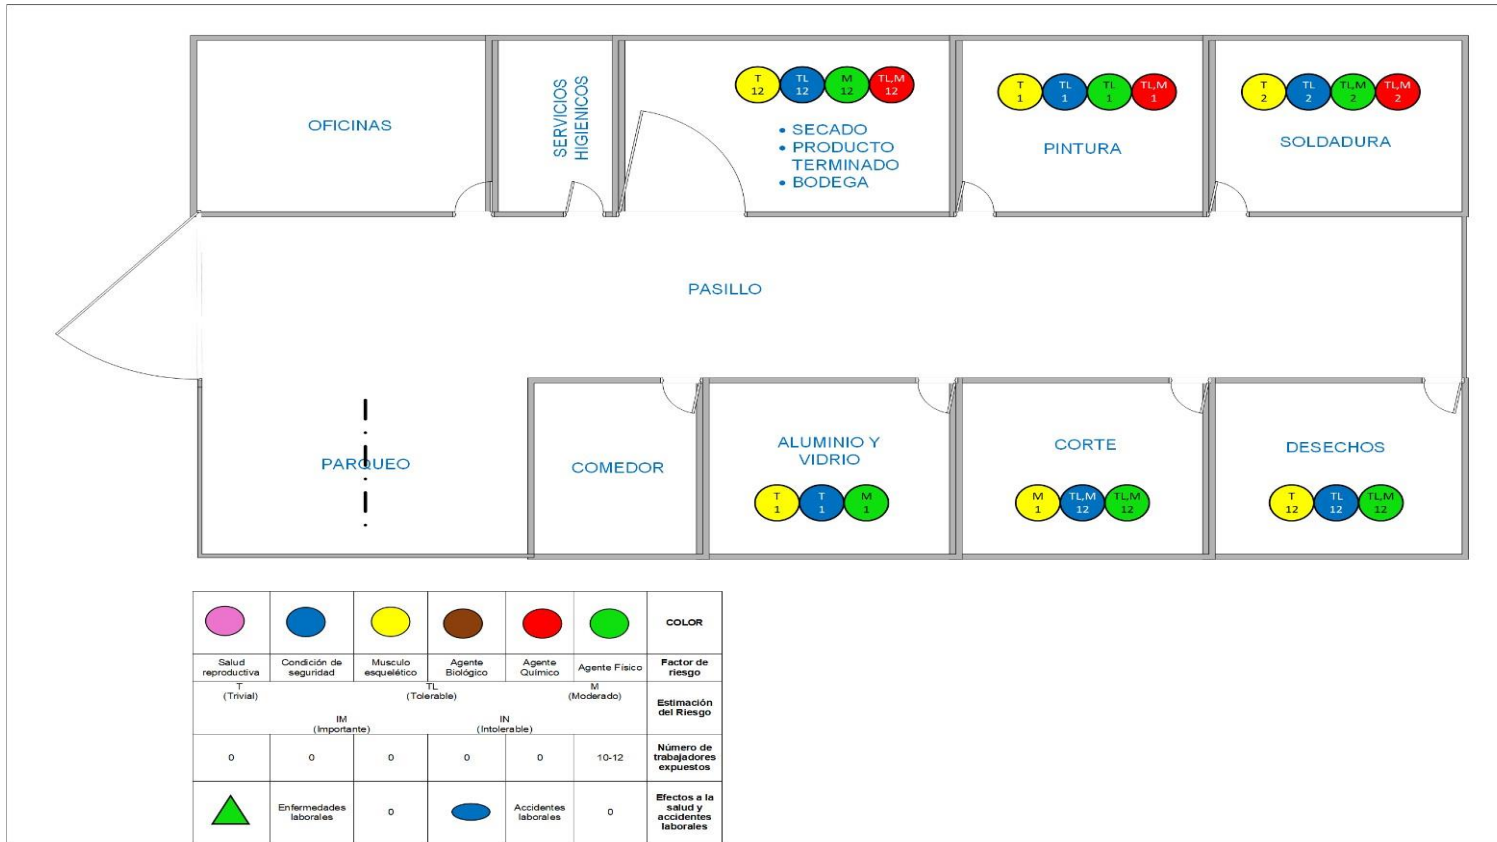 OFICINAS
SERVICIOS
HIGIENICOS
T
12
TL
12
M
12
TL,M
12
• SECADO
• PRODUCTO
TERMINADO
• BODEGA
T
1
TL
1
TL
1
TL,M
1
PINTURA
T
2
TL
2
TL,M
2
TL,M
2
SOLDADURA
PASILLO
PARQUEO
COMEDOR
ALUMINIO Y
VIDRIO
T
1
T
1
M
1
CORTE
M
1
TL,M
12
TL,M
12
DESECHOS
T
12
TL
12
TL,M
12
COLOR
Salud
reproductiva
Condición de
seguridad
Musculo
esquelético
Agente
Biológico
Agente
Químico
Agente Físico
Factor de
riesgo
T
(Trivial)
TL
(Tolerable)
M
(Moderado)
IM
(Importante)
IN
(Intolerable)
Estimación
del Riesgo
0
0
0
0
0
10-12
Número de
trabajadores
expuestos
Enfermedades
laborales
0
Accidentes
laborales
0
Efectos a la
salud y
accidentes
laborales